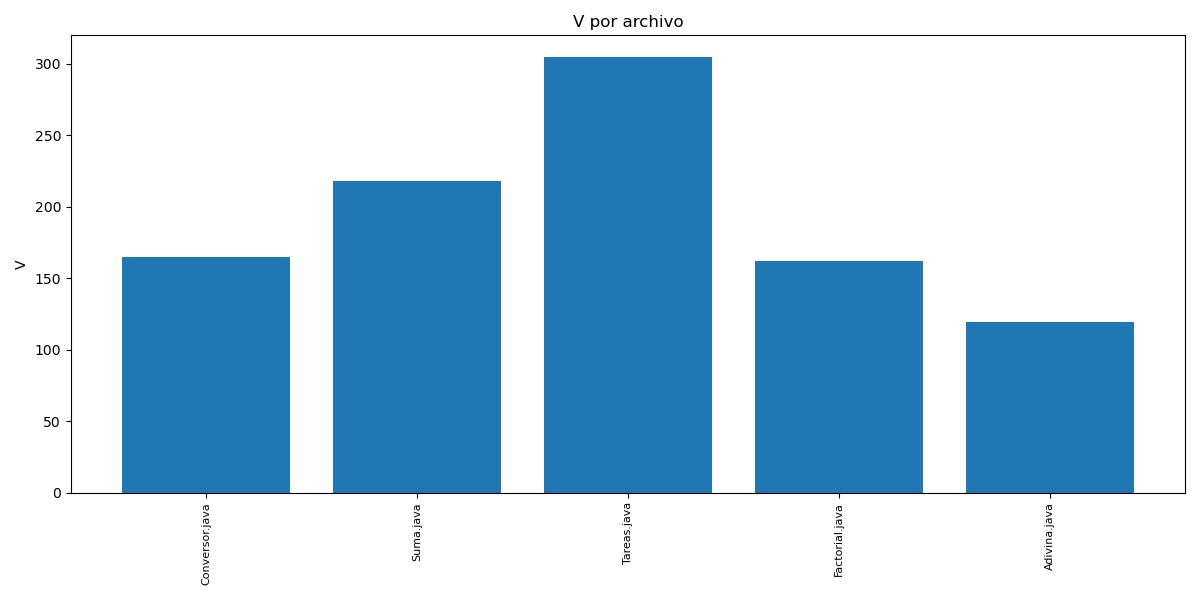 V por archivo
V
300
250
200
150
100
50
0
Conversor.java
Suma.java
Tareas.java
Factorial.java
Adivina.java